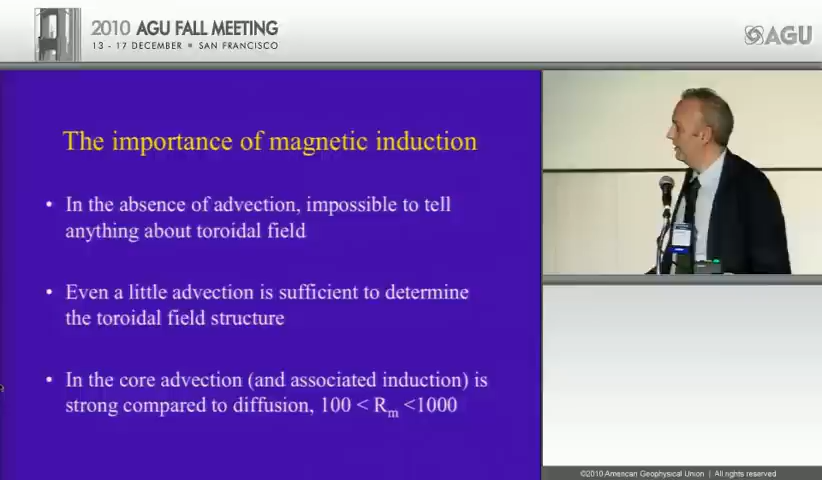 2010 AGU FALL MEETING
13 - 17 DECEMBER ■ SAN FRANCISCO
AGU
The importance of magnetic induction
• In the absence of advection, impossible to tell
anything about toroidal field
• Even a little advection is sufficient to determine
the toroidal field structure
• In the core advection (and associated induction) is
strong compared to diffusion, 100 < Rm <1000
©2010 American Geophysical Union | All rights reserved